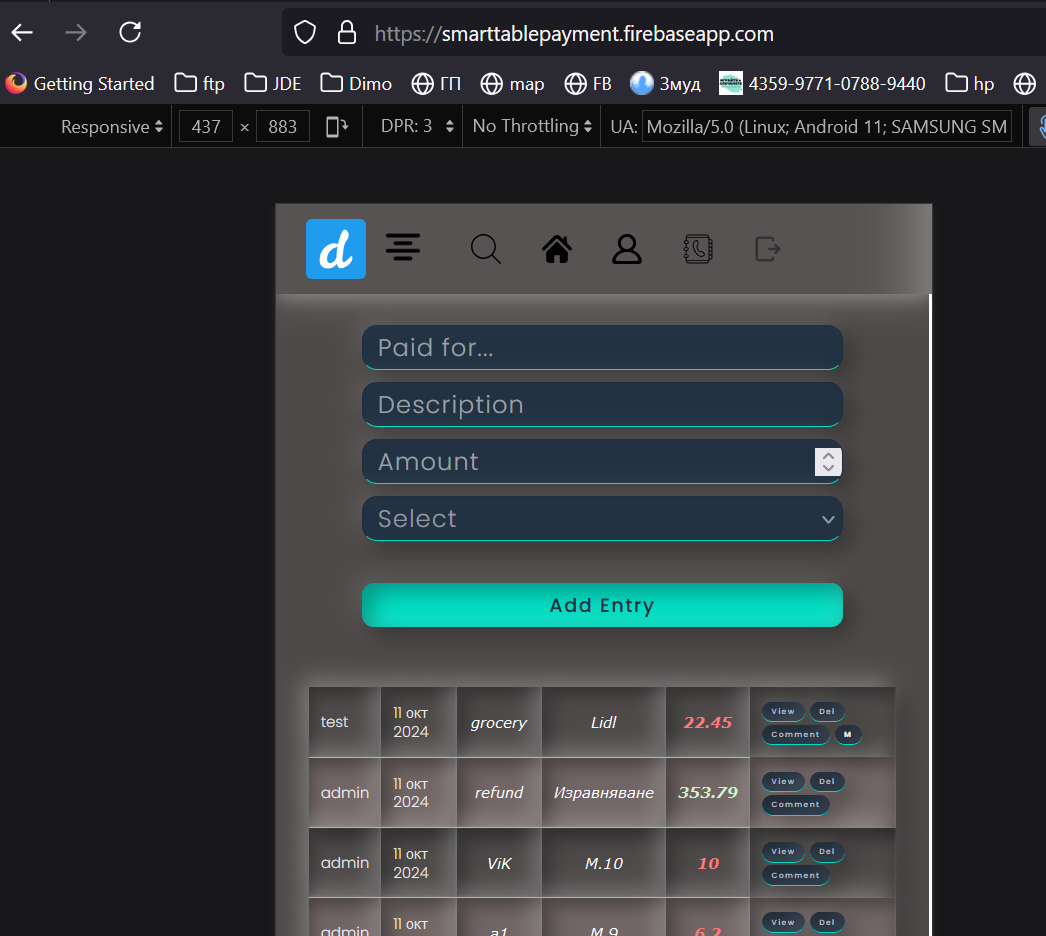 https://smarttablepayment.firebaseapp.com
Getting Started ftp JDE Dimo ГП map FB Змуд 4359-9771-0788-9440 hp
Responsive 437 × 883 DPR: 3 No Throttling UA: Mozilla/5.0 (Linux; Android 11; SAMSUNG SM
d
Paid for...
Description
Amount
Select
Add Entry
test 11 окт 2024 grocery Lidl 22.45 View Del Comment M
admin 11 окт 2024 refund Изравняване 353.79 View Del Comment
admin 11 окт 2024 ViK M.10 10 View Del Comment
admin 11 окт a1 M.9 6.2 View Del